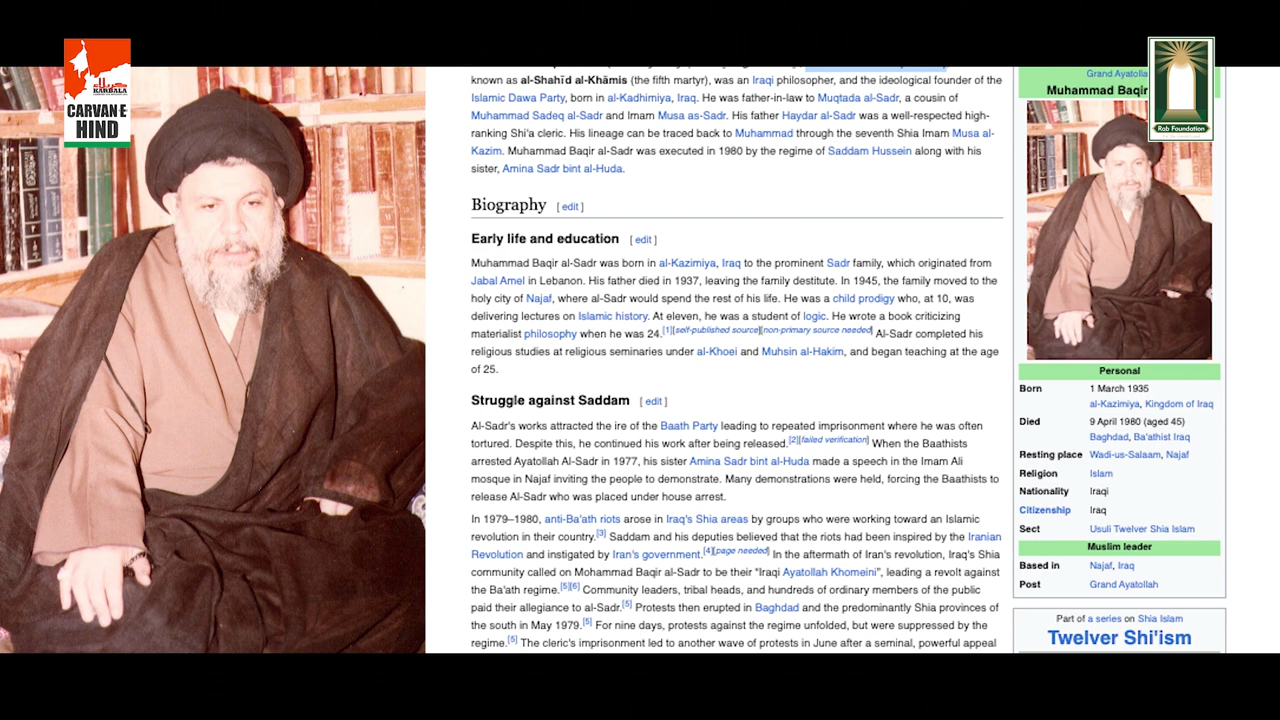 KARBALA
CARVAN E
HIND
known as al-Shahīd al-Khāmis (the fifth martyr), was an Iraqi philosopher, and the ideological founder of the
Islamic Dawa Party, born in al-Kadhimiya, Iraq. He was father-in-law to Muqtada al-Sadr, a cousin of
Muhammad Sadeq al-Sadr and Imam Musa as-Sadr. His father Haydar al-Sadr was a well-respected high-
ranking Shi'a cleric. His lineage can be traced back to Muhammad through the seventh Shia Imam Musa al-
Kazim. Muhammad Baqir al-Sadr was executed in 1980 by the regime of Saddam Hussein along with his
sister, Amina Sadr bint al-Huda.
Biography [ edit ]
Early life and education [ edit ]
Muhammad Baqir al-Sadr was born in al-Kazimiya, Iraq to the prominent Sadr family, which originated from
Jabal Amel in Lebanon. His father died in 1937, leaving the family destitute. In 1945, the family moved to the
holy city of Najaf, where al-Sadr would spend the rest of his life. He was a child prodigy who, at 10, was
delivering lectures on Islamic history. At eleven, he was a student of logic. He wrote a book criticizing
materialist philosophy when he was 24.[1][self-published source][non-primary source needed] Al-Sadr completed his
religious studies at religious seminaries under al-Khoei and Muhsin al-Hakim, and began teaching at the age
of 25.
Struggle against Saddam [ edit ]
Al-Sadr's works attracted the ire of the Baath Party leading to repeated imprisonment where he was often
tortured. Despite this, he continued his work after being released.[2][failed verification] When the Baathists
arrested Ayatollah Al-Sadr in 1977, his sister Amina Sadr bint al-Huda made a speech in the Imam Ali
mosque in Najaf inviting the people to demonstrate. Many demonstrations were held, forcing the Baathists to
release Al-Sadr who was placed under house arrest.
In 1979–1980, anti-Ba'ath riots arose in Iraq's Shia areas by groups who were working toward an Islamic
revolution in their country.[3] Saddam and his deputies believed that the riots had been inspired by the Iranian
Revolution and instigated by Iran's government.[4][page needed] In the aftermath of Iran's revolution, Iraq's Shia
community called on Mohammad Baqir al-Sadr to be their "Iraqi Ayatollah Khomeini", leading a revolt against
the Ba'ath regime.[5][6] Community leaders, tribal heads, and hundreds of ordinary members of the public
paid their allegiance to al-Sadr.[5] Protests then erupted in Baghdad and the predominantly Shia provinces of
the south in May 1979.[5] For nine days, protests against the regime unfolded, but were suppressed by the
regime.[5] The cleric's imprisonment led to another wave of protests in June after a seminal, powerful appeal
Grand Ayatolla
Muhammad Baqir
Rab Foundation
Personal
Born 1 March 1935
al-Kazimiya, Kingdom of Iraq
Died 9 April 1980 (aged 45)
Baghdad, Ba'athist Iraq
Resting place Wadi-us-Salaam, Najaf
Religion Islam
Nationality Iraqi
Citizenship Iraq
Sect Usuli Twelver Shia Islam
Muslim leader
Based in Najaf, Iraq
Post Grand Ayatollah
Part of a series on Shia Islam
Twelver Shi'ism